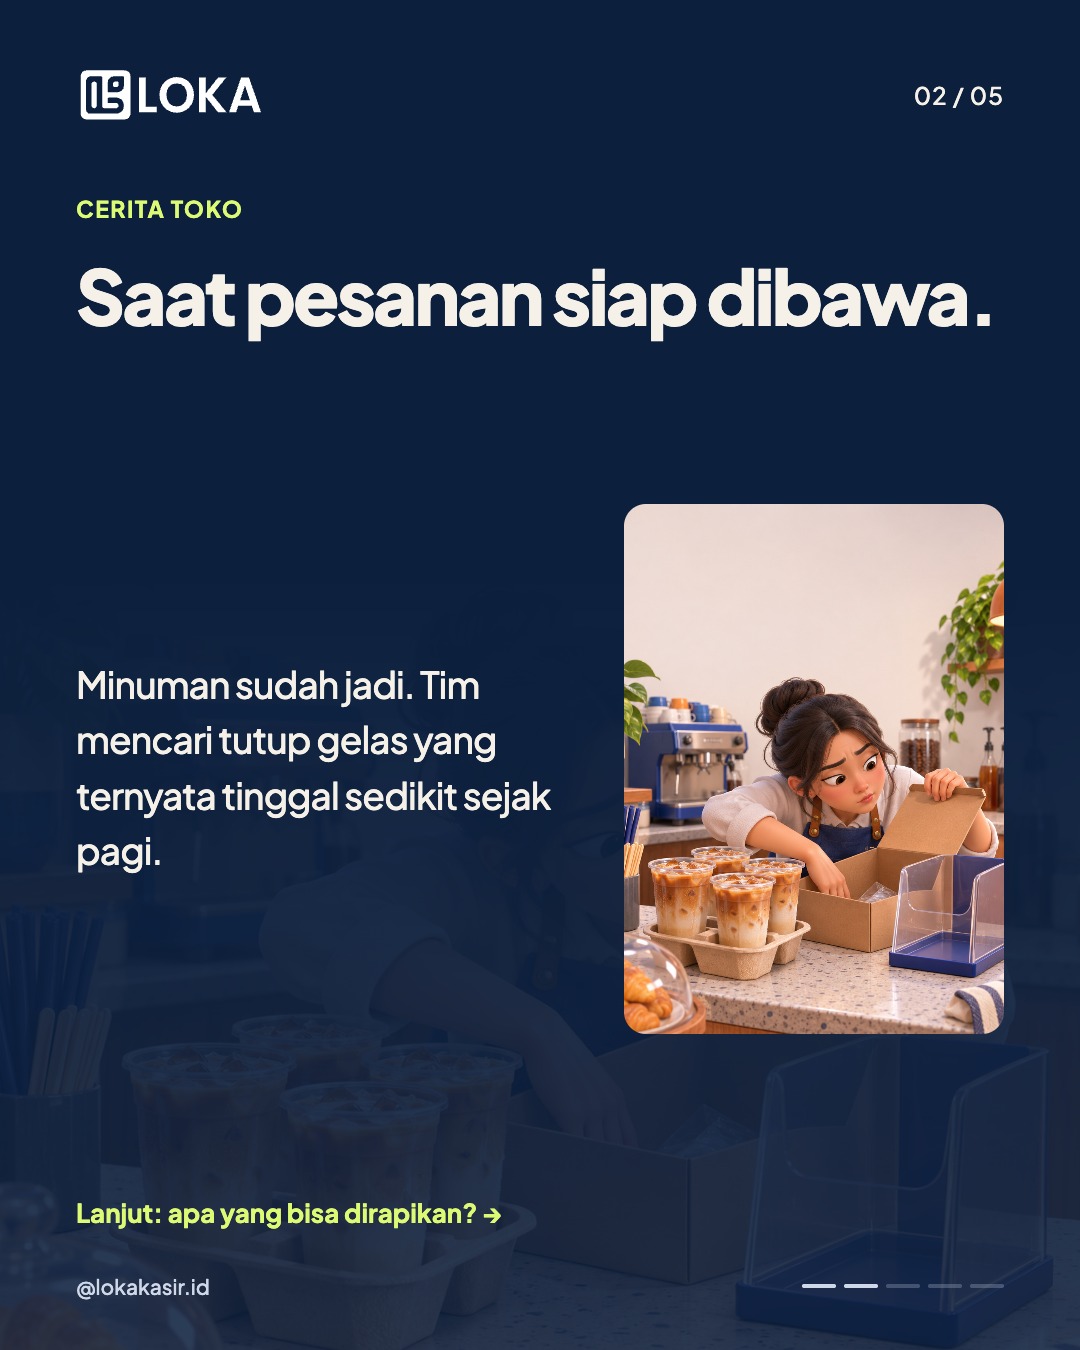 LOKA
02 / 05
CERITA TOKO
Saat pesanan siap dibawa.
Minuman sudah jadi. Tim
mencari tutup gelas yang
ternyata tinggal sedikit sejak
pagi.
Lanjut: apa yang bisa dirapikan? →
@lokakasir.id